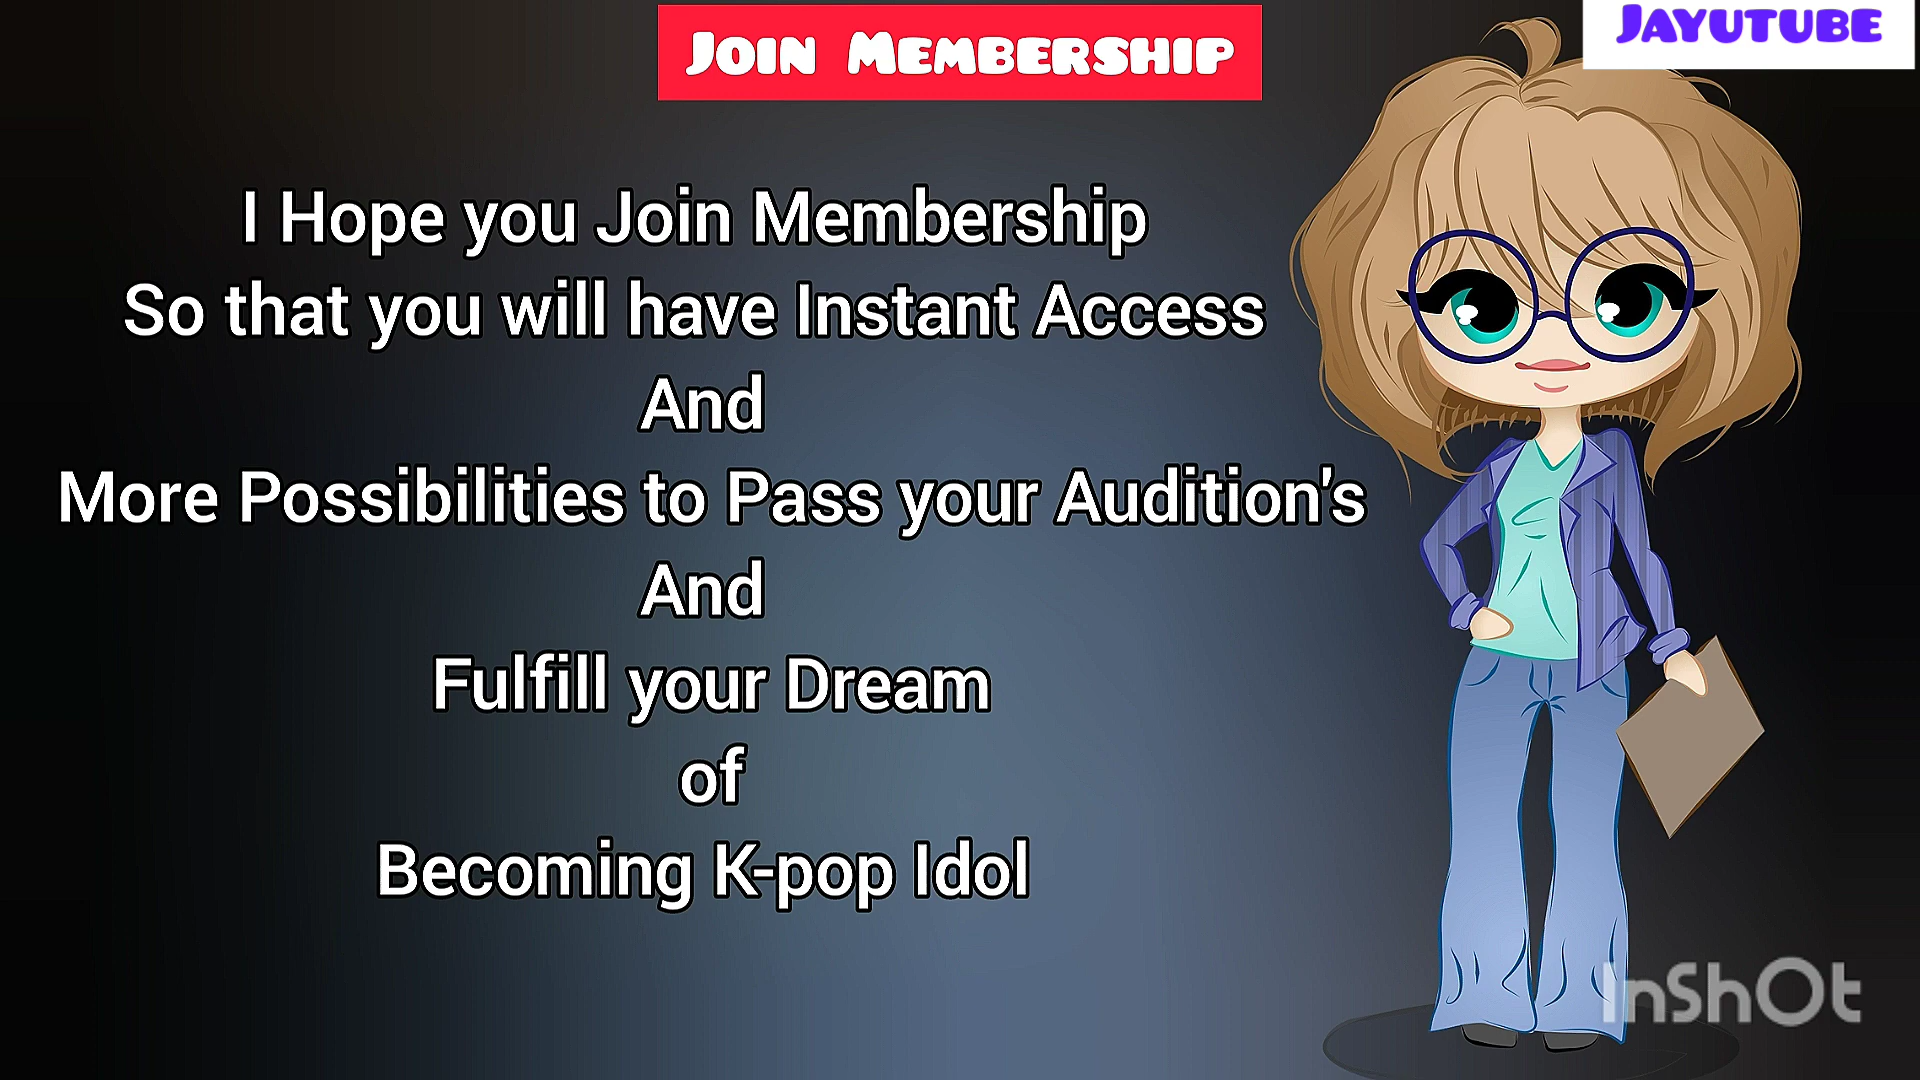 Join Membership
JAYUTUBE
I Hope you Join Membership
So that you will have Instant Access
And
More Possibilities to Pass your Audition's
And
Fulfill your Dream
of
Becoming K-pop Idol
InShOt